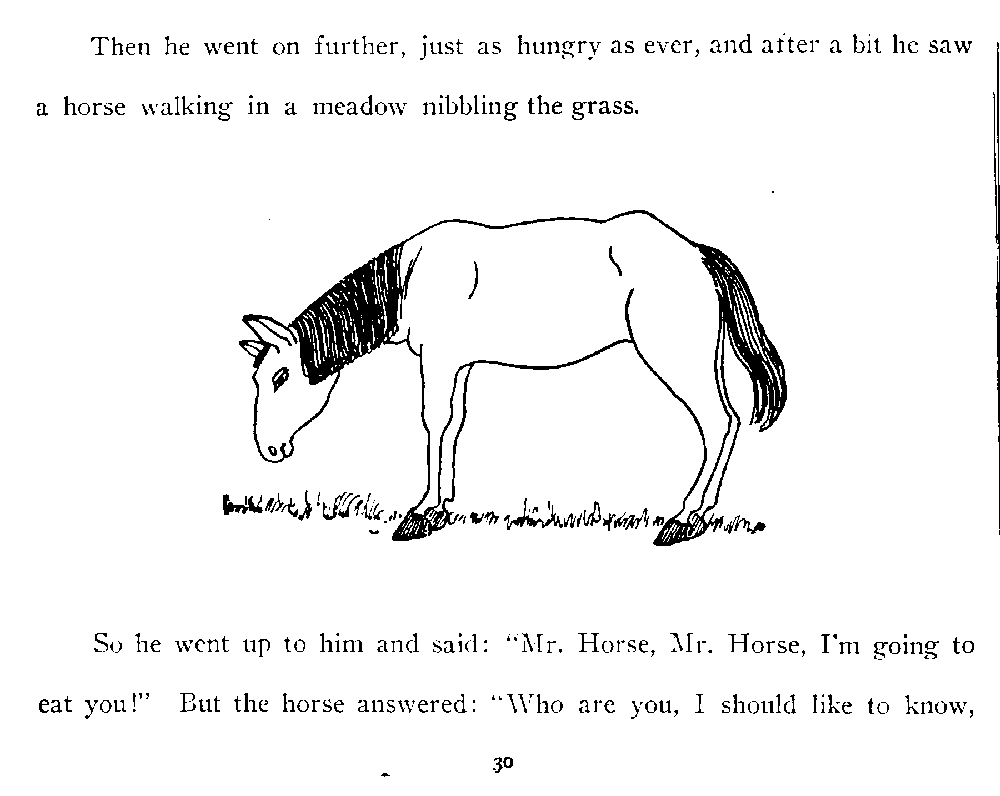 Then he went on further, just as hungry as ever, and after a bit he saw
a horse walking in a meadow nibbling the grass.
So he went up to him and said: “Mr. Horse, Mr. Horse, I'm going to
eat you!” But the horse answered: “Who are you, I should like to know,
30